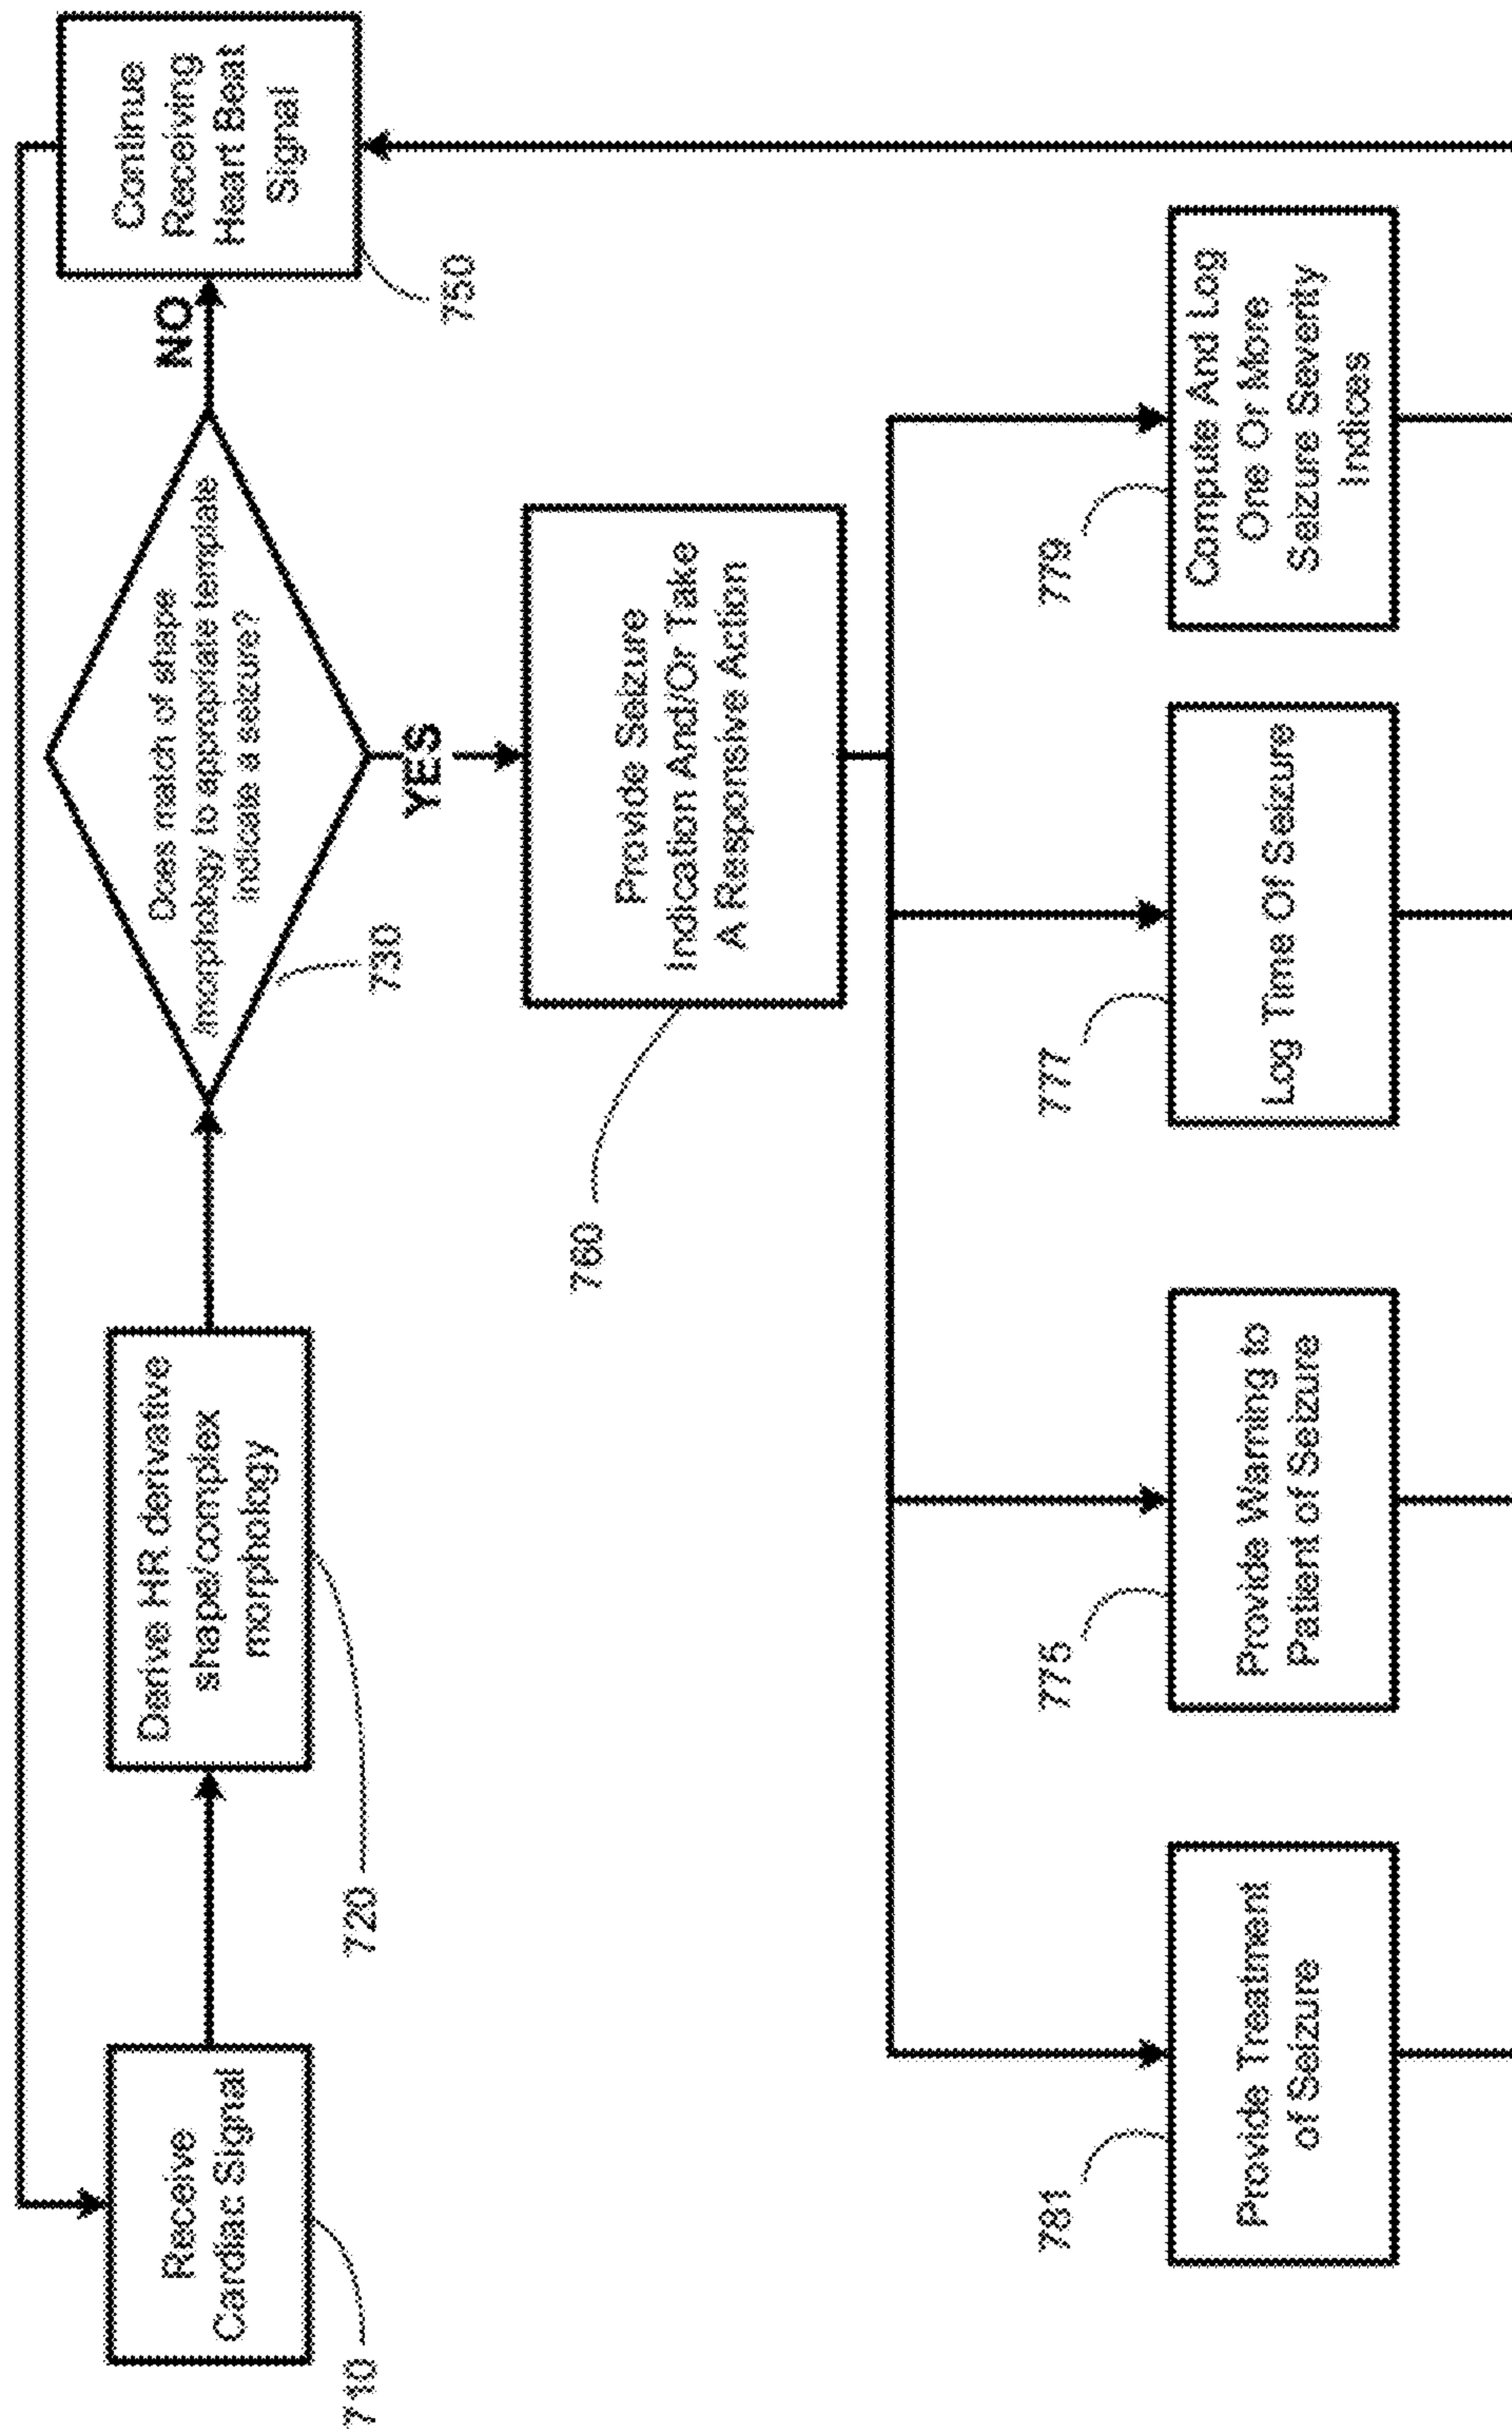 Receive
Cardiac Signal
710
Derive HR derivative
shape/complex
morphology
720
Does match of shape
morphology to appropriate template
indicate a seizure?
730
NO
Continue
Receiving
Heart Beat
Signal
750
YES
Provide Seizure
Indication And/Or Take
A Responsive Action
760
781
Provide Treatment
of Seizure
775
Provide Warning to
Patient of Seizure
777
Log Time Of Seizure
779
Compute And Log
One Or More
Seizure Severity
Indices